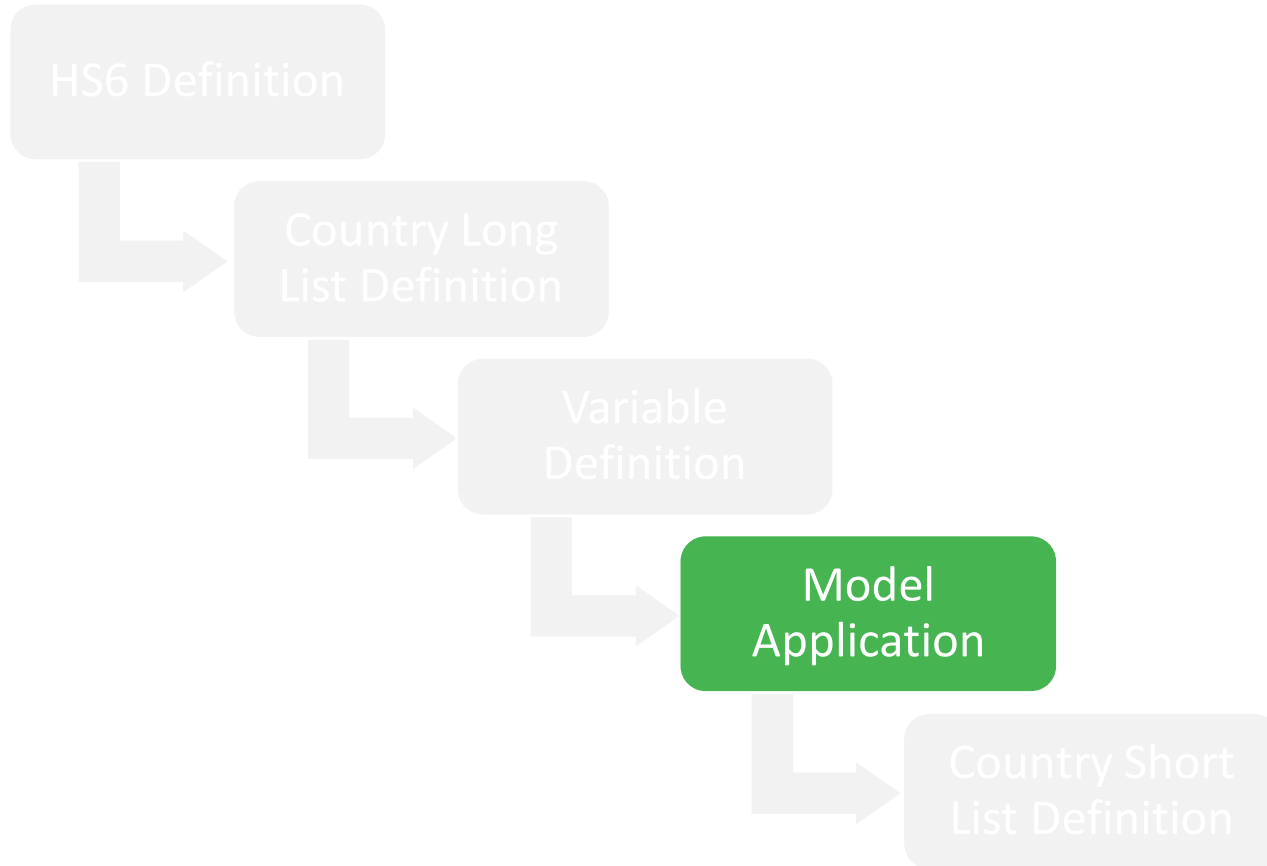 HS6 Definition
Country Long
List Definition
Variable
Definition
Model
Application
Country Short
List Definition